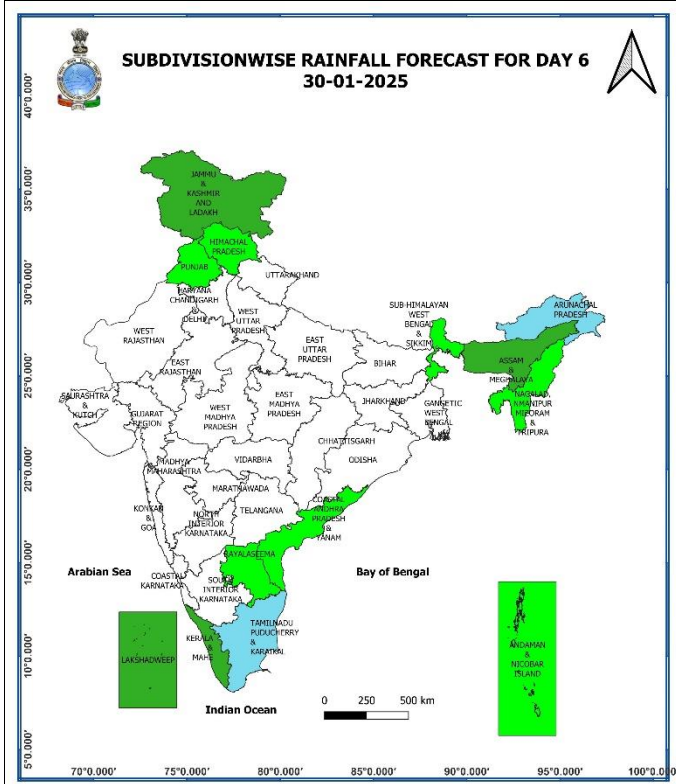 SUBDIVISIONWISE RAINFALL FORECAST FOR DAY 6
30-01-2025
40°0.000'
35°0.000'
30°0.000'
25°0.000'
20°0.000'
15°0.000'
10°0.000'
5°0.000'
JAMMU
&
KASHMIR
AND
LADAKH
HIMACHAL
PRADESH
PUNJAB
UTTARAKHAND
HARYANA
CHANDIGARH
&
DELHI
WEST
UTTAR
PRADESH
WEST
RAJASTHAN
EAST
RAJASTHAN
EAST
UTTAR
PRADESH
BIHAR
SUB-HIMALAYAN
WEST
BENGAL
&
SIKKIM
ARUNACHAL
PRADESH
ASSAM
&
MEGHALAYA
NAGALAD,
NMANIPUR
MIZORAM
&
TRIPURA
SAURASHTRA
&
KUTCH
GUJARAT
REGION
WEST
MADHYA
PRADESH
EAST
MADHYA
PRADESH
JHARKHAND
GANGETIC
WEST
BENGAL
CHHATTISGARH
ODISHA
VIDARBHA
MADHYA
MAHARASHTRA
MARATHAWADA
KONKAN
&
GOA
NORTH
INTERIOR
KARNATAKA
TELANGANA
COASTAL
ANDHRA
PRADESH
&
YANAM
RAYALASEEMA
COASTAL
KARNATAKA
SOUTH
INTERIOR
KARNATAKA
Arabian Sea
Bay of Bengal
LAKSHADWEEP
KERALA
&
MAHE
TAMILNADU
PUDUCHERRY
&
KARAIKAL
ANDAMAN
&
NICOBAR
ISLAND
Indian Ocean
0 250 500 km
70°0.000' 75°0.000' 80°0.000' 85°0.000' 90°0.000' 95°0.000' 100°0.000'